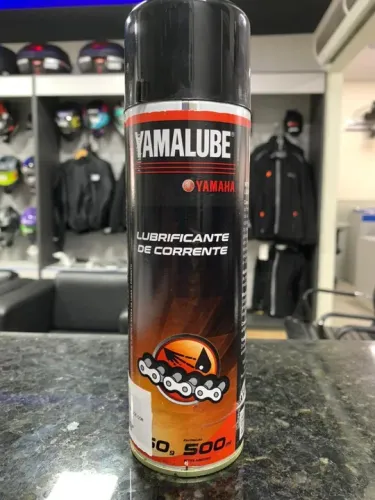 YAMALUBE®
YAMAHA
LUBRIFICANTE
DE CORRENTE
500